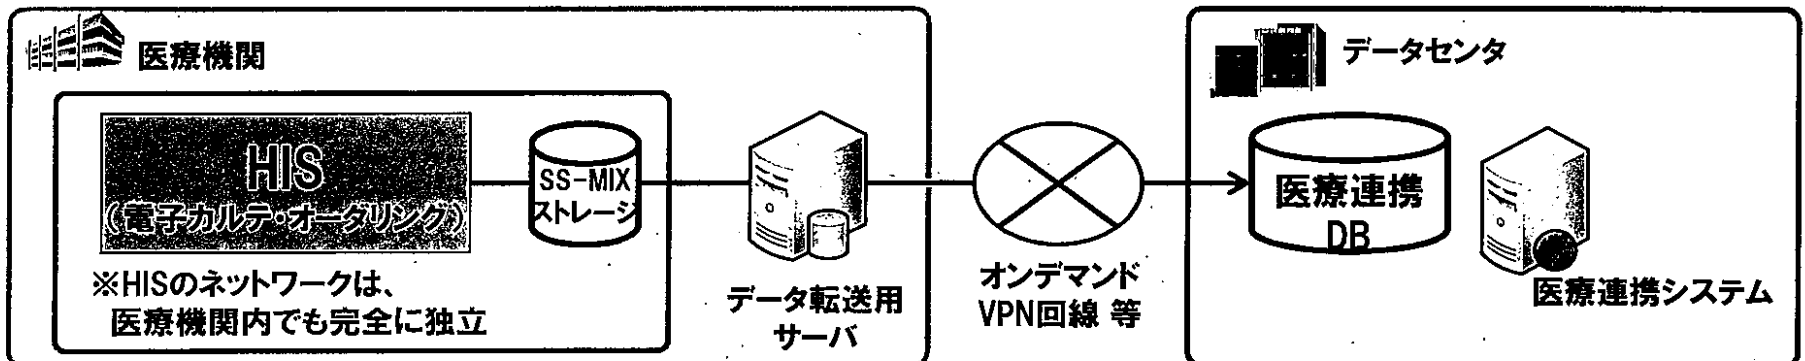 医療機関
HIS
（電子カルテ・オーダリング）
SS-MIX
ストレージ
※HISのネットワークは、
医療機関内でも完全に独立
データ転送用
サーバ
オンデマンド
VPN回線 等
データセンタ
医療連携
DB
医療連携システム